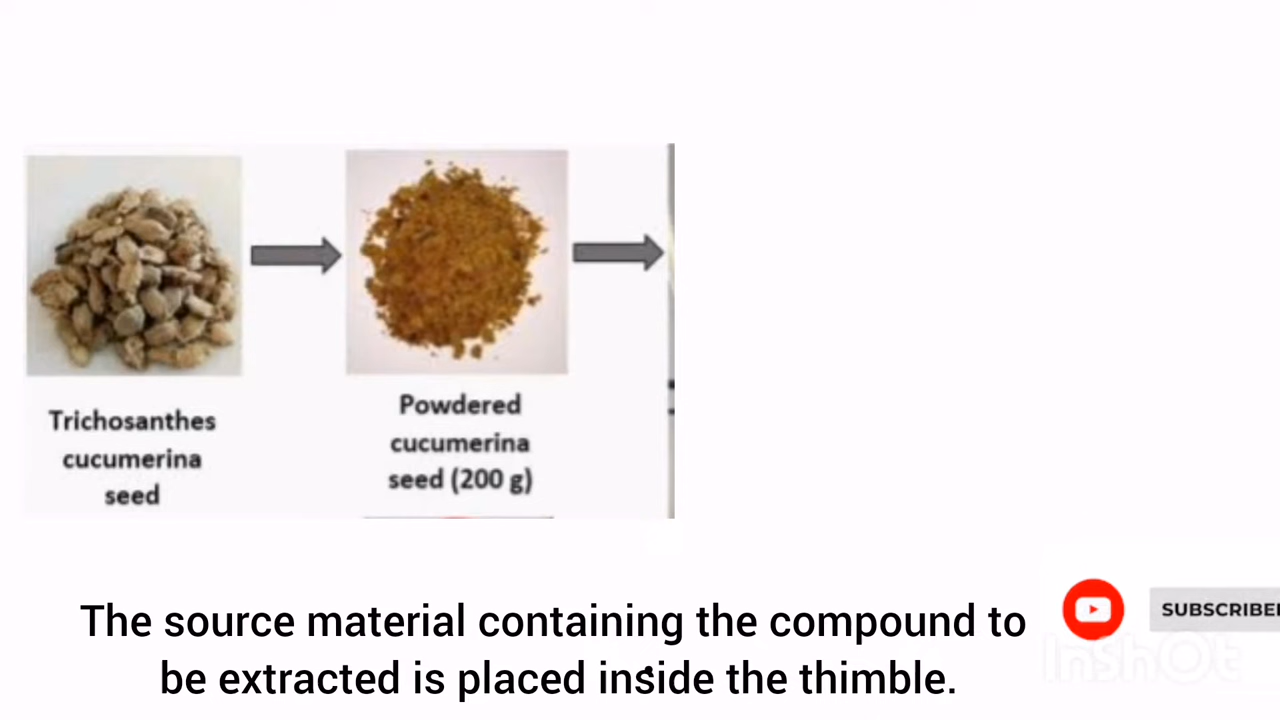 Trichosanthes
cucumerina
seed
Powdered
cucumerina
seed (200 g)
The source material containing the compound to
be extracted is placed inside the thimble.
SUBSCRIBE
InshOt